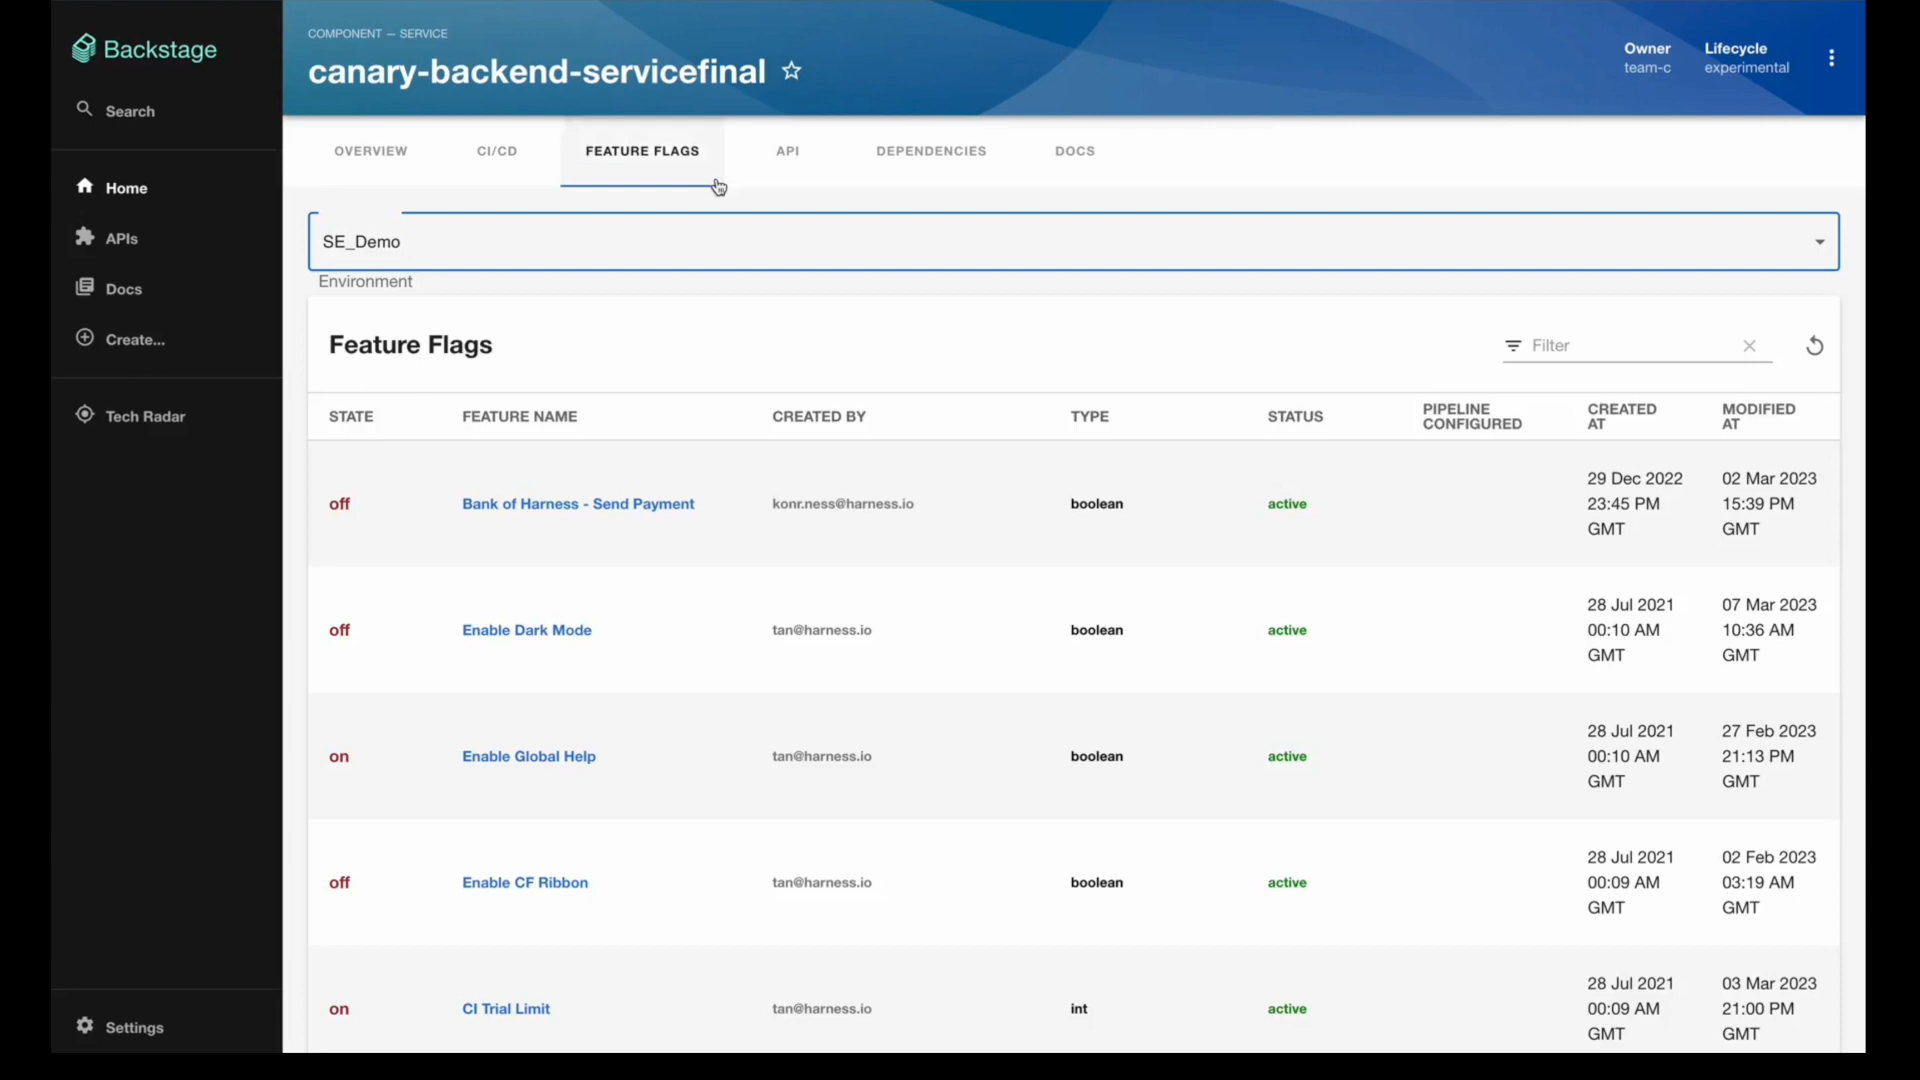 Backstage
Search
Home
APIs
Docs
Create...
Tech Radar
Settings
COMPONENT — SERVICE
canary-backend-servicefinal
Owner
team-c
Lifecycle
experimental
OVERVIEW
CI/CD
FEATURE FLAGS
API
DEPENDENCIES
DOCS
SE_Demo
Environment
Feature Flags
Filter
STATE
FEATURE NAME
CREATED BY
TYPE
STATUS
PIPELINE
CONFIGURED
CREATED
AT
MODIFIED
AT
off
Bank of Harness - Send Payment
konr.ness@harness.io
boolean
active
29 Dec 2022
23:45 PM
GMT
02 Mar 2023
15:39 PM
GMT
off
Enable Dark Mode
tan@harness.io
boolean
active
28 Jul 2021
00:10 AM
GMT
07 Mar 2023
10:36 AM
GMT
on
Enable Global Help
tan@harness.io
boolean
active
28 Jul 2021
00:10 AM
GMT
27 Feb 2023
21:13 PM
GMT
off
Enable CF Ribbon
tan@harness.io
boolean
active
28 Jul 2021
00:09 AM
GMT
02 Feb 2023
03:19 AM
GMT
on
CI Trial Limit
tan@harness.io
int
active
28 Jul 2021
00:09 AM
GMT
03 Mar 2023
21:00 PM
GMT